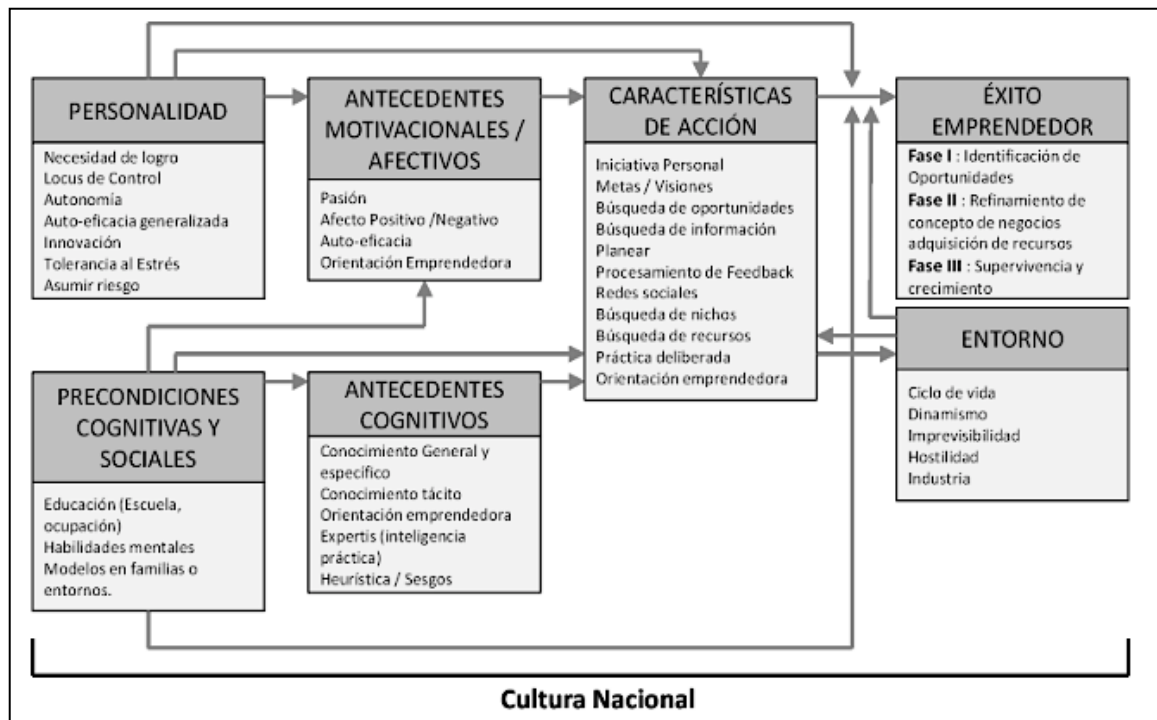 PERSONALIDAD
Necesidad de logro
Locus de Control
Autonomía
Auto-eficacia generalizada
Innovación
Tolerancia al Estrés
Asumir riesgo
ANTECEDENTES
MOTIVACIONALES /
AFECTIVOS
Pasión
Afecto Positivo /Negativo
Auto-eficacia
Orientación Emprendedora
CARACTERÍSTICAS
DE ACCIÓN
Iniciativa Personal
Metas / Visiones
Búsqueda de oportunidades
Búsqueda de información
Planear
Procesamiento de Feedback
Redes sociales
Búsqueda de nichos
Búsqueda de recursos
Práctica deliberada
Orientación emprendedora
ÉXITO
EMPRENDEDOR
Fase I : Identificación de
Oportunidades
Fase II : Refinamiento de
concepto de negocios
adquisición de recursos
Fase III : Supervivencia y
crecimiento
ENTORNO
Ciclo de vida
Dinamismo
Imprevisibilidad
Hostilidad
Industria
PRECONDICIONES
COGNITIVAS Y
SOCIALES
Educación (Escuela,
ocupación)
Habilidades mentales
Modelos en familias o
entornos.
ANTECEDENTES
COGNITIVOS
Conocimiento General y
específico
Conocimiento tácito
Orientación emprendedora
Expertis (inteligencia
práctica)
Heurística / Sesgos
Cultura Nacional